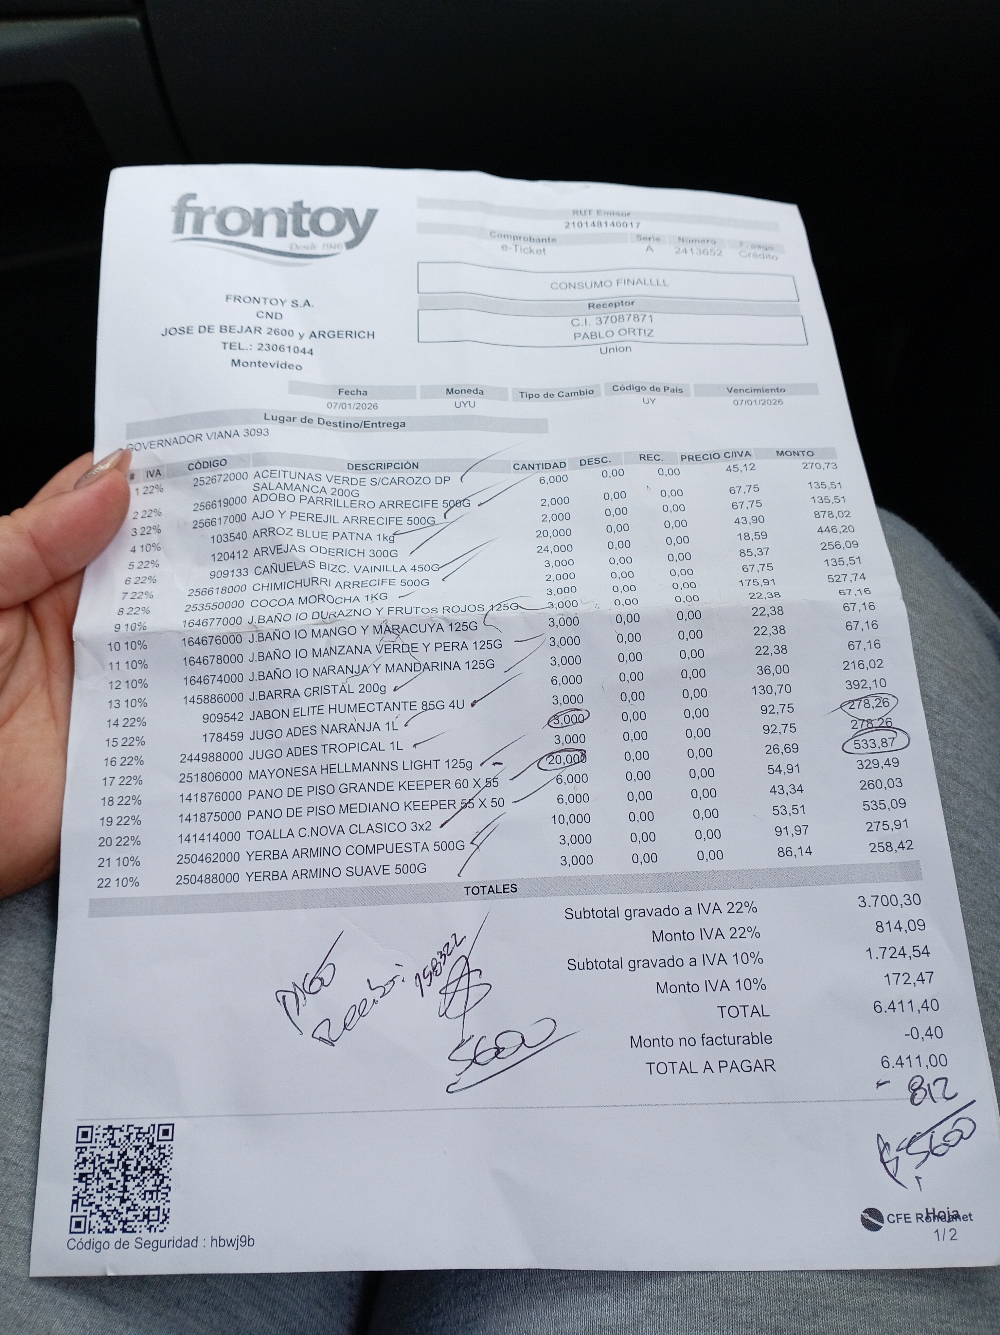 frontoy
Desde 1946
RUT Emisor
210148140017
Comprobante Serie Número F. pago
e-Ticket A 2413652 Crédito
CONSUMO FINALLLL
Receptor
C.I. 37087871
PABLO ORTIZ
Union
FRONTOY S.A.
CND
JOSE DE BEJAR 2600 y ARGERICH
TEL.: 23061044
Montevideo
Fecha Moneda Tipo de Cambio Código de País Vencimiento
07/01/2026 UYU UY 07/01/2026
Lugar de Destino/Entrega
GOVERNADOR VIANA 3093
# IVA CÓDIGO DESCRIPCIÓN CANTIDAD DESC. REC. PRECIO C/IVA MONTO
1 22% 252672000 ACEITUNAS VERDE S/CAROZO DP 6,000 0,00 0,00 45,12 270,73
SALAMANCA 200G
2 22% 256619000 ADOBO PARRILLERO ARRECIFE 500G 2,000 0,00 0,00 67,75 135,51
3 22% 256617000 AJO Y PEREJIL ARRECIFE 500G 2,000 0,00 0,00 67,75 135,51
4 10% 103540 ARROZ BLUE PATNA 1kg 20,000 0,00 0,00 43,90 878,02
5 22% 120412 ARVEJAS ODERICH 300G 24,000 0,00 0,00 18,59 446,20
6 22% 909133 CAÑUELAS BIZC. VAINILLA 450G 3,000 0,00 0,00 85,37 256,09
7 22% 256618000 CHIMICHURRI ARRECIFE 500G 2,000 0,00 0,00 67,75 135,51
8 22% 253550000 COCOA MOROCHA 1KG 3,000 0,00 0,00 175,91 527,74
9 10% 164677000 J.BAÑO IO DURAZNO Y FRUTOS ROJOS 125G 3,000 0,00 0,00 22,38 67,16
10 10% 164676000 J.BAÑO IO MANGO Y MARACUYA 125G 3,000 0,00 0,00 22,38 67,16
11 10% 164678000 J.BAÑO IO MANZANA VERDE Y PERA 125G 3,000 0,00 0,00 22,38 67,16
12 10% 164674000 J.BAÑO IO NARANJA Y MANDARINA 125G 3,000 0,00 0,00 22,38 67,16
13 10% 145886000 J.BARRA CRISTAL 200g 6,000 0,00 0,00 36,00 216,02
14 22% 909542 JABON ELITE HUMECTANTE 85G 4U 3,000 0,00 0,00 130,70 392,10
15 22% 178459 JUGO ADES NARANJA 1L 3,000 0,00 0,00 92,75 278,26
16 22% 244988000 JUGO ADES TROPICAL 1L 3,000 0,00 0,00 92,75 278,26
17 22% 251806000 MAYONESA HELLMANNS LIGHT 125g 20,000 0,00 0,00 26,69 533,87
18 22% 141876000 PANO DE PISO GRANDE KEEPER 60 X 55 6,000 0,00 0,00 54,91 329,49
19 22% 141875000 PANO DE PISO MEDIANO KEEPER 55 X 50 6,000 0,00 0,00 43,34 260,03
20 22% 141414000 TOALLA C.NOVA CLASICO 3x2 10,000 0,00 0,00 53,51 535,09
21 10% 250462000 YERBA ARMINO COMPUESTA 500G 3,000 0,00 0,00 91,97 275,91
22 10% 250488000 YERBA ARMINO SUAVE 500G 3,000 0,00 0,00 86,14 258,42
TOTALES
Subtotal gravado a IVA 22% 3.700,30
Monto IVA 22% 814,09
Subtotal gravado a IVA 10% 1.724,54
Monto IVA 10% 172,47
TOTAL 6.411,40
Monto no facturable -0,40
TOTAL A PAGAR 6.411,00
- 812
$ 5600
PAGO
Recibo: 158322
5600
Código de Seguridad : hbwj9b
CFE Rondanet
Hoja
1/2